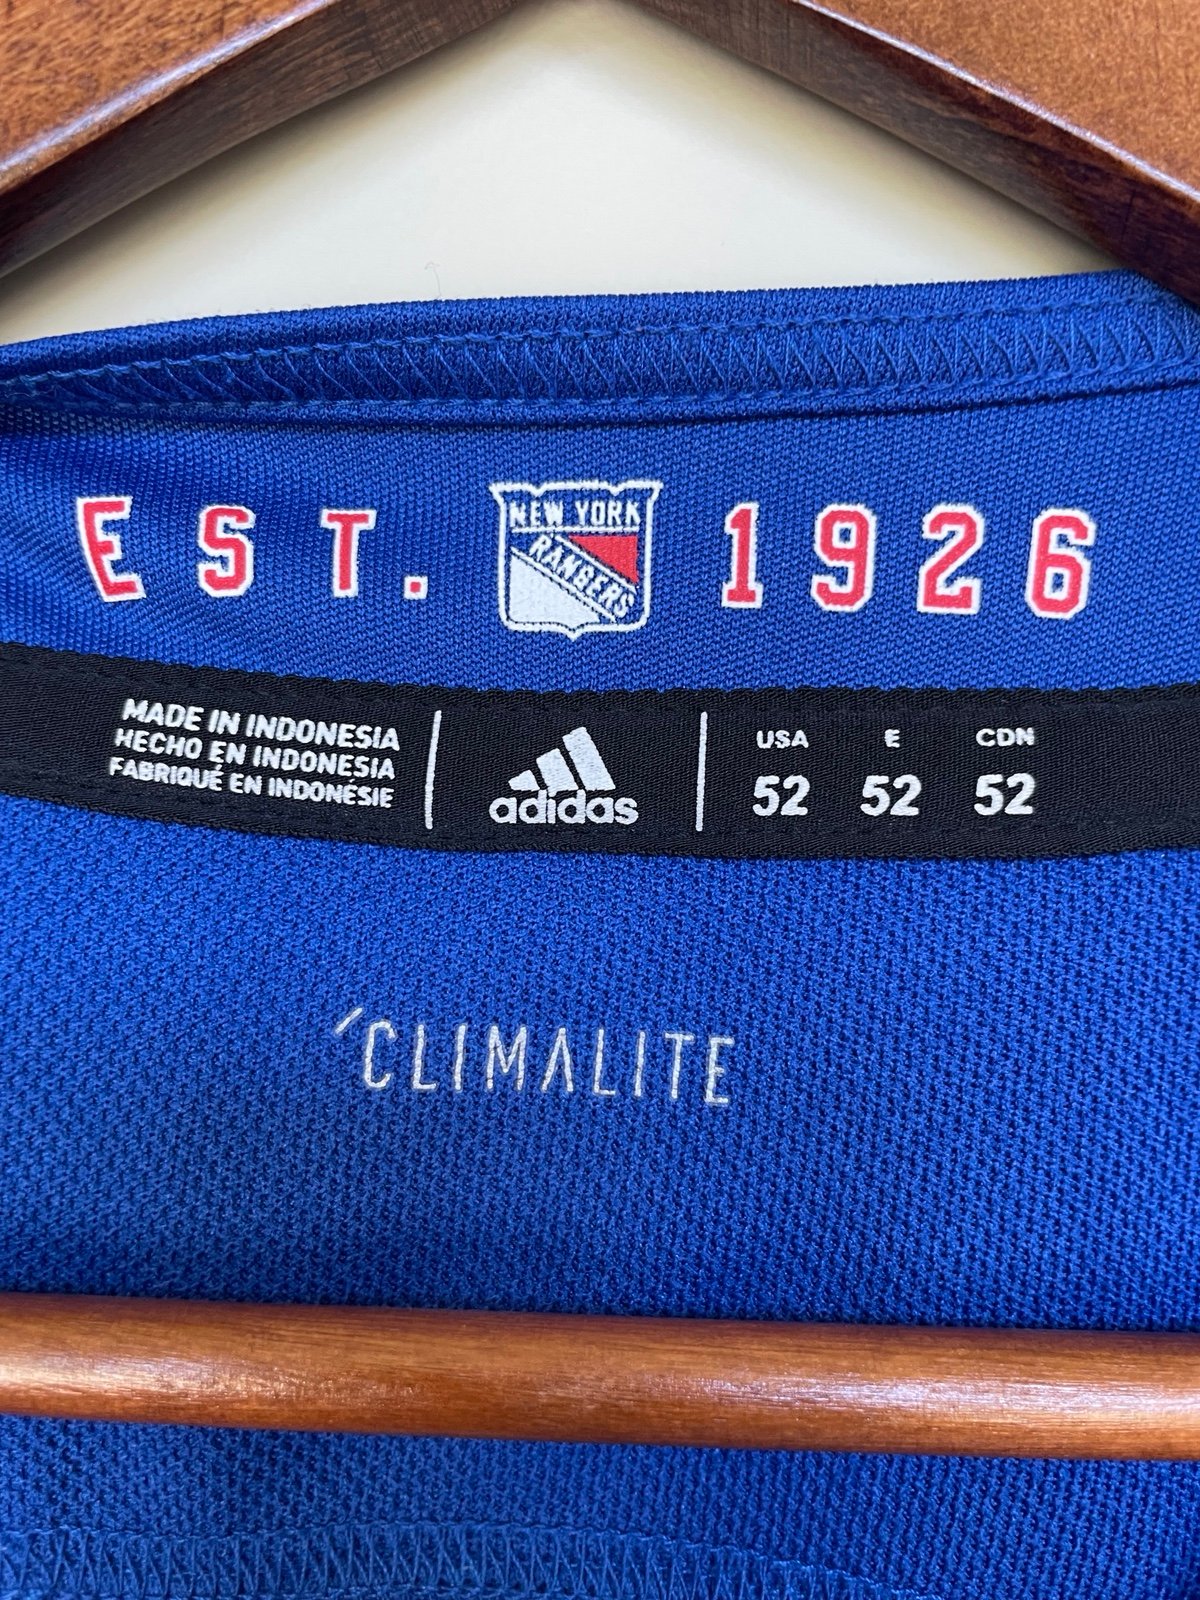 EST. 1926
NEW YORK
RANGERS
MADE IN INDONESIA
HECHO EN INDONESIA
FABRIQUÉ EN INDONÉSIE
adidas
USA E CDN
52 52 52
´CLIMALITE